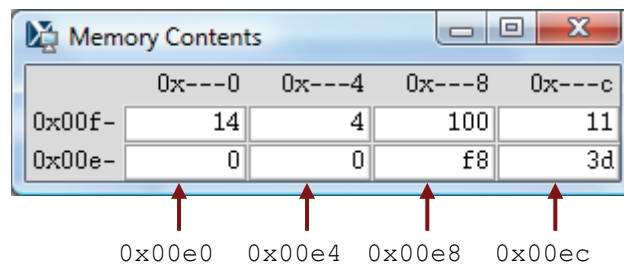 Memory Contents
0x---0 0x---4 0x---8 0x---c
0x00f- 14 4 100 11
0x00e- 0 0 f8 3d
0x00e0 0x00e4 0x00e8 0x00ec